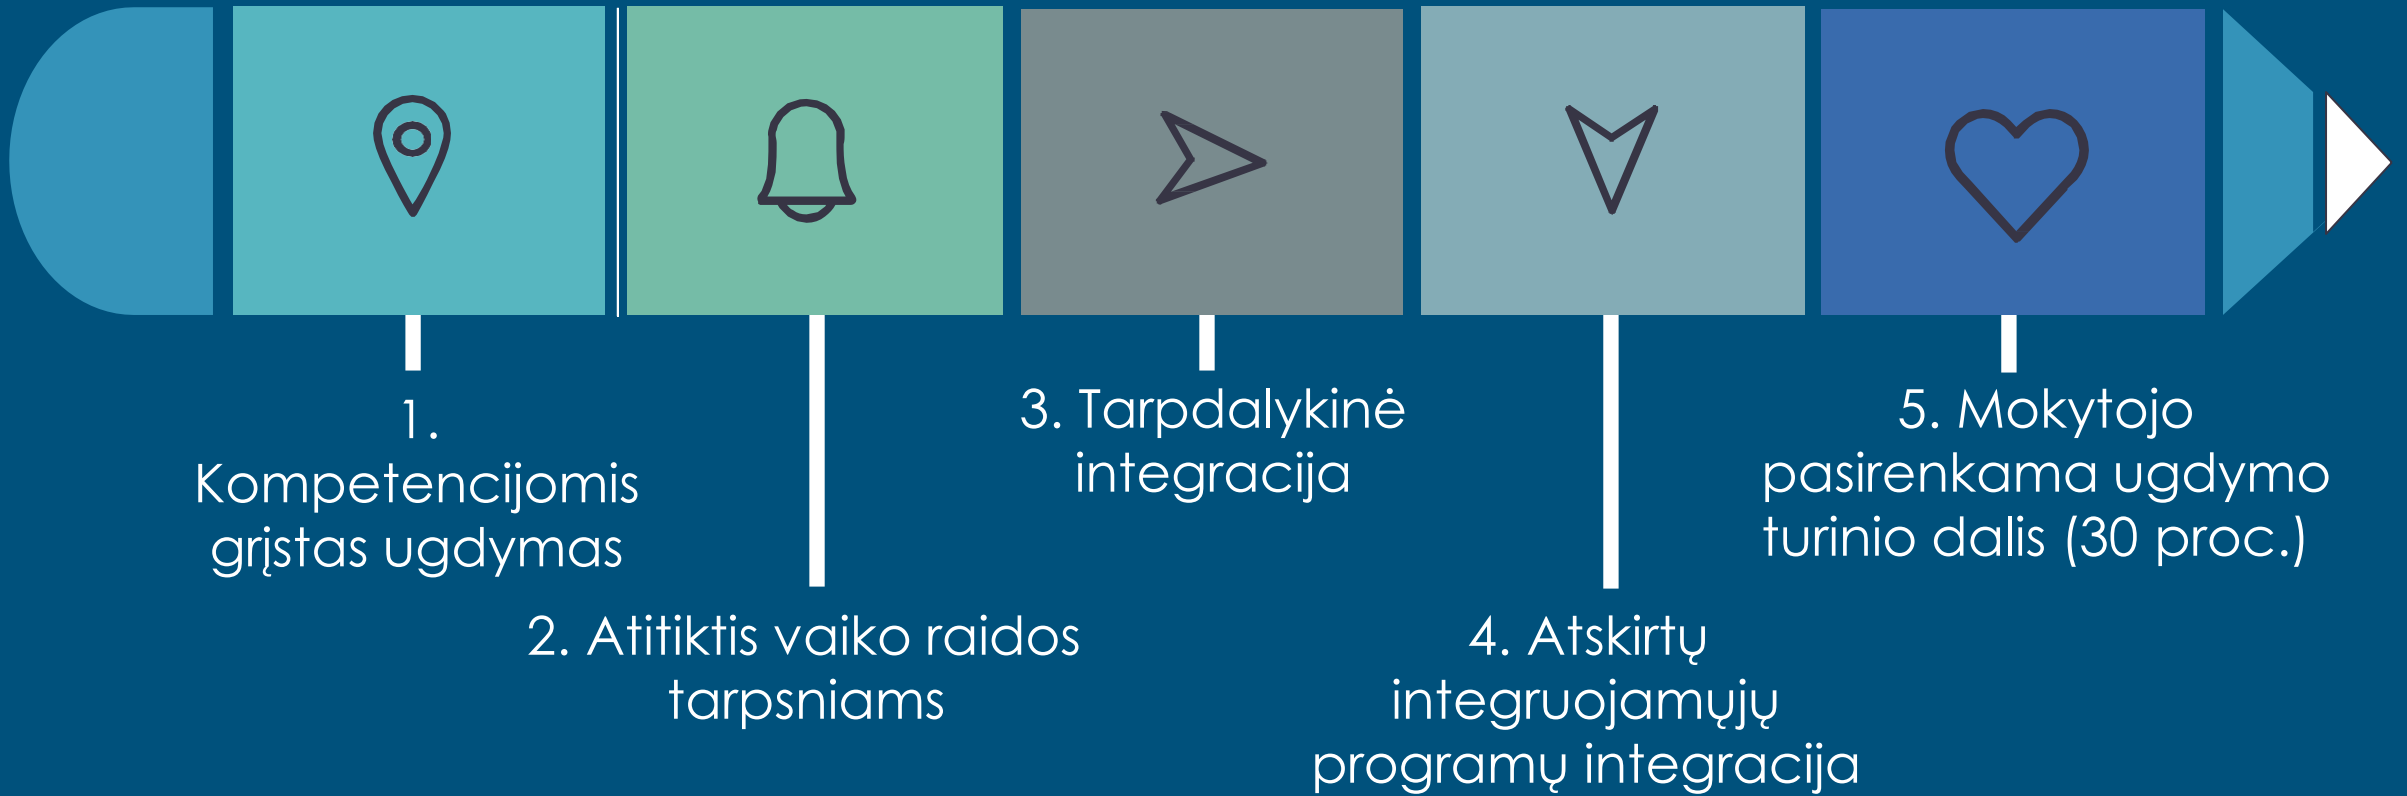 1.
Kompetencijomis
grįstas ugdymas
2. Atitiktis vaiko raidos
tarpsniams
3. Tarpdalykinė
integracija
4. Atskirtų
integruojamųjų
programų integracija
5. Mokytojo
pasirenkama ugdymo
turinio dalis (30 proc.)